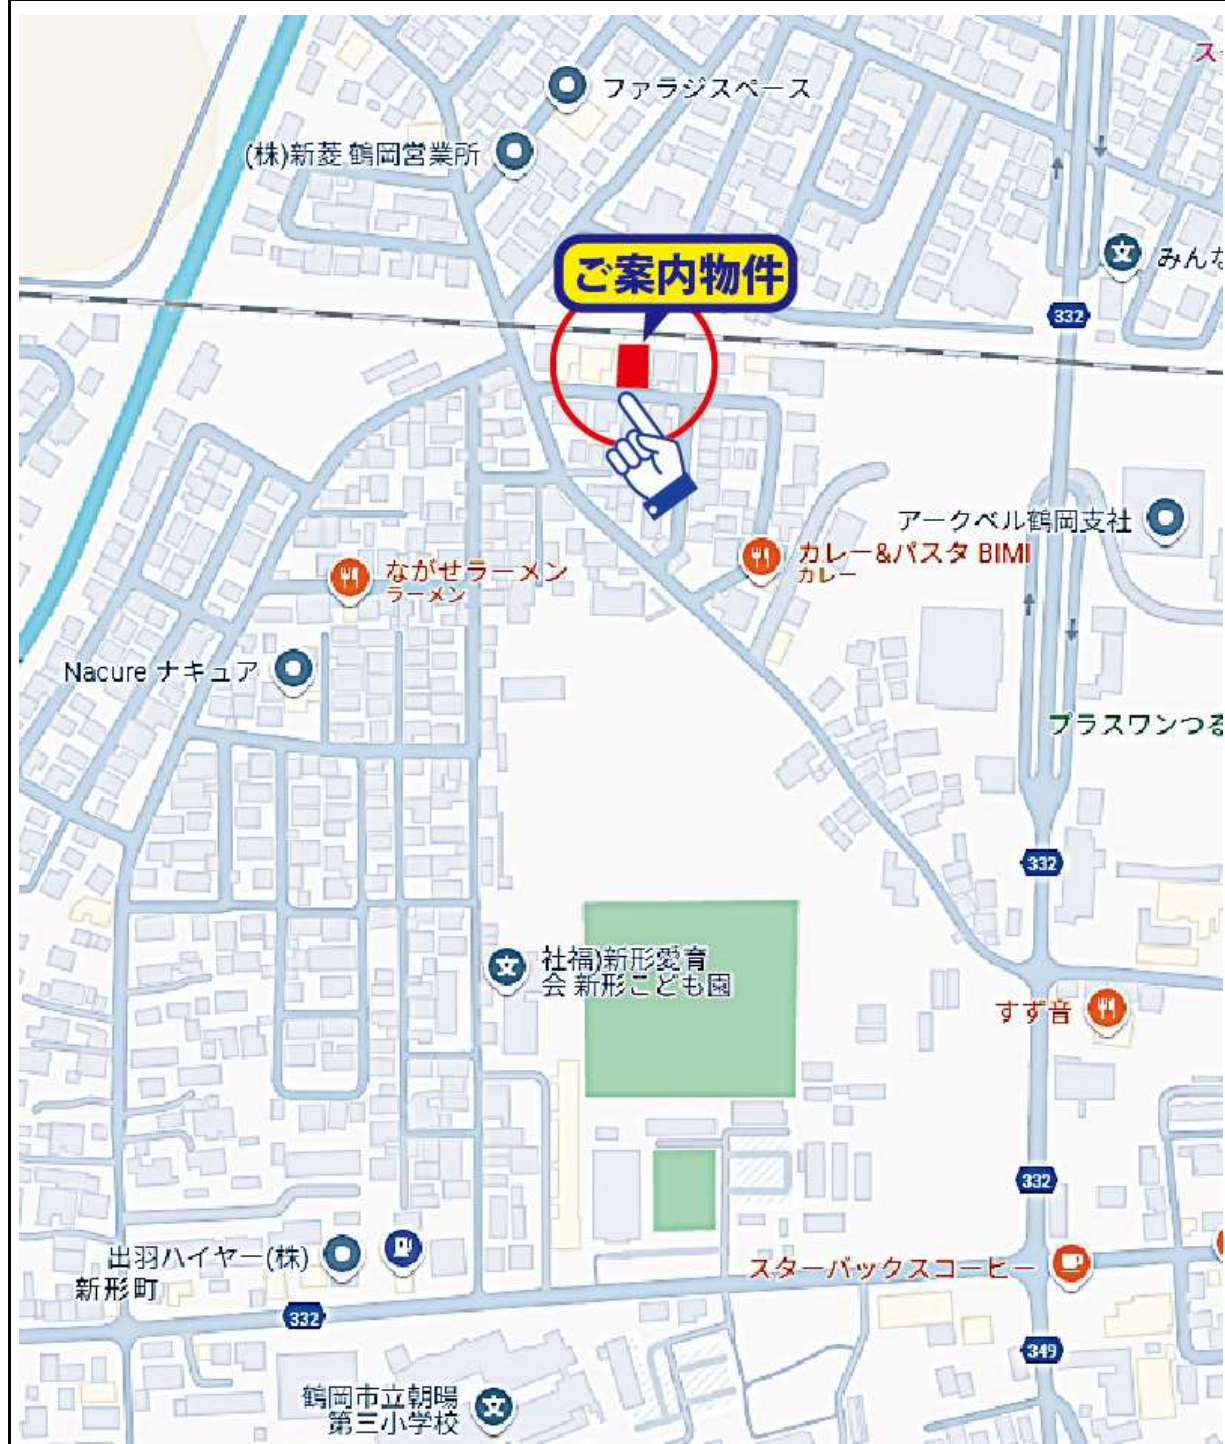 ス
ファラジスペース
(株)新菱 鶴岡営業所
ご案内物件
みんな
332
アークベル鶴岡支社
カレー&パスタ BIMI
カレー
ながせラーメン
ラーメン
Nacure ナキュア
プラスワンつる
332
社福)新形愛育
会 新形こども園
すず音
332
出羽ハイヤー(株)
新形町
スターバックスコーヒー
332
349
鶴岡市立朝暘
第三小学校
文
文
文